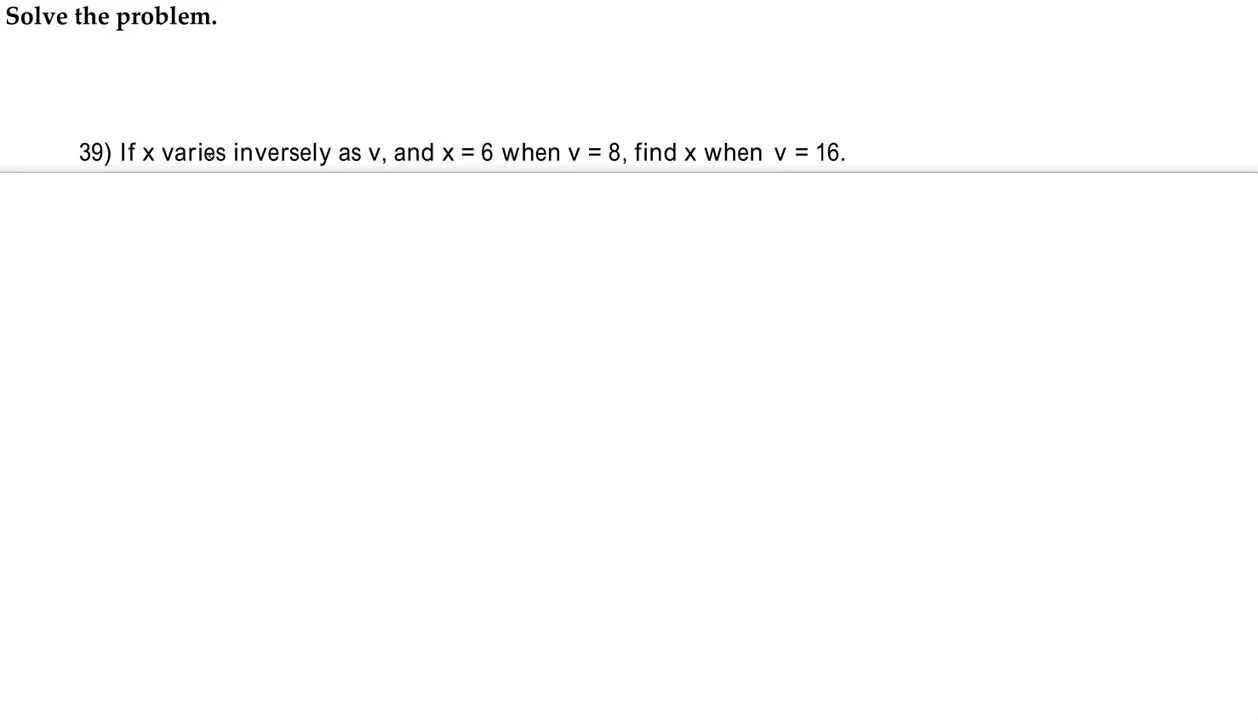 Solve the problem.
39) If x varies inversely as v, and x = 6 when v = 8, find x when v = 16.